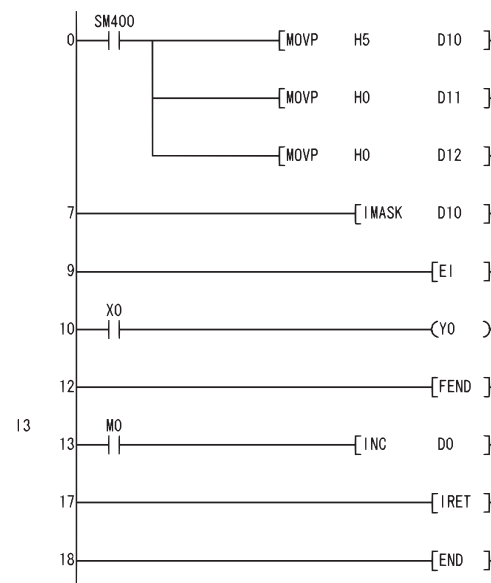 SM400
0 [MOVP H5 D10 ]
[MOVP H0 D11 ]
[MOVP H0 D12 ]
7 [IMASK D10 ]
9 [EI ]
X0
10 (Y0 )
12 [FEND ]
I3 M0
13 [INC D0 ]
17 [IRET ]
18 [END ]